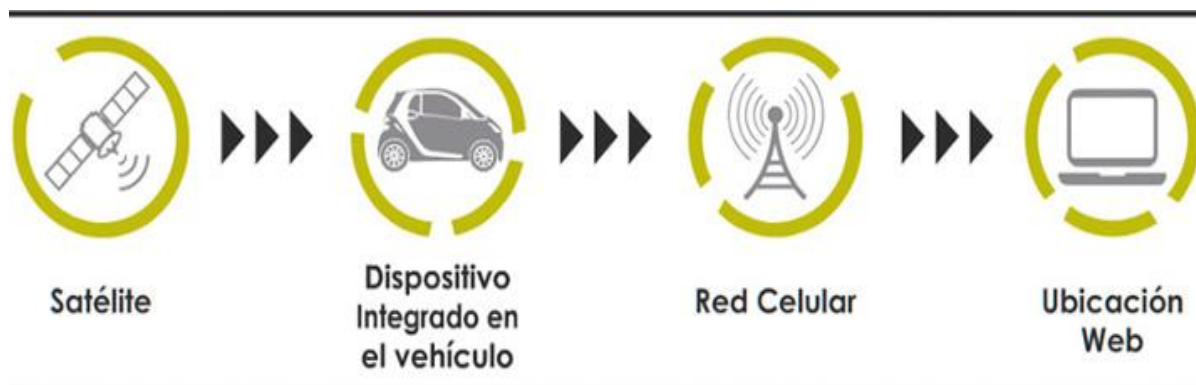 Satélite
Dispositivo
Integrado en
el vehículo
Red Celular
Ubicación
Web